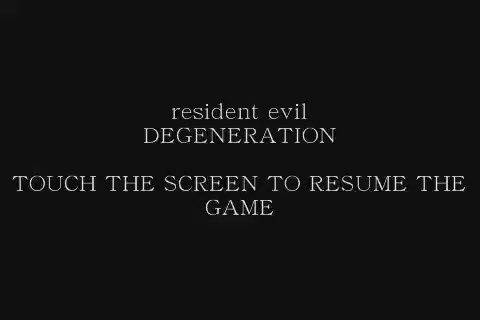 resident evil
DEGENERATION
TOUCH THE SCREEN TO RESUME THE
GAME